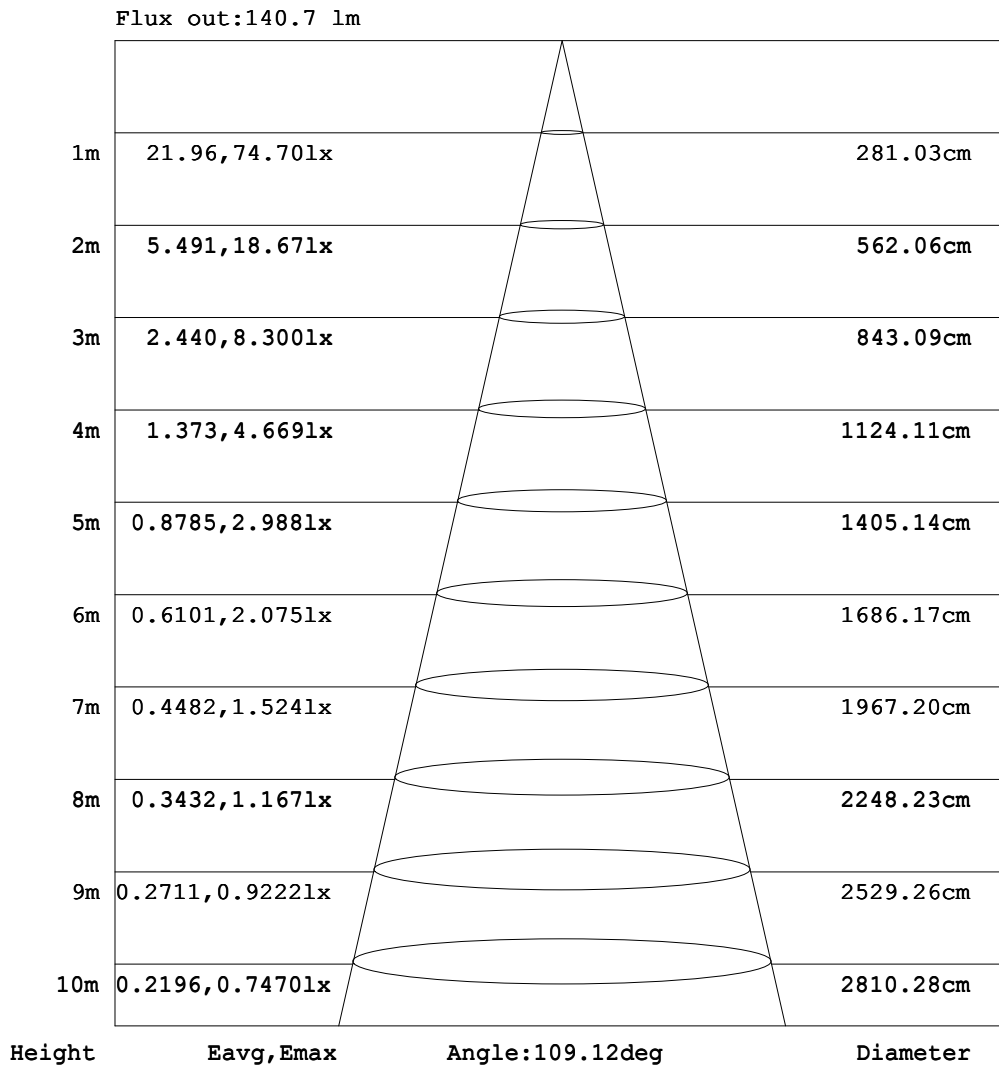 Flux out:140.7 lm
1m 21.96,74.70lx 281.03cm
2m 5.491,18.67lx 562.06cm
3m 2.440,8.300lx 843.09cm
4m 1.373,4.669lx 1124.11cm
5m 0.8785,2.988lx 1405.14cm
6m 0.6101,2.075lx 1686.17cm
7m 0.4482,1.524lx 1967.20cm
8m 0.3432,1.167lx 2248.23cm
9m 0.2711,0.9222lx 2529.26cm
10m 0.2196,0.7470lx 2810.28cm
Height Eavg,Emax Angle:109.12deg Diameter